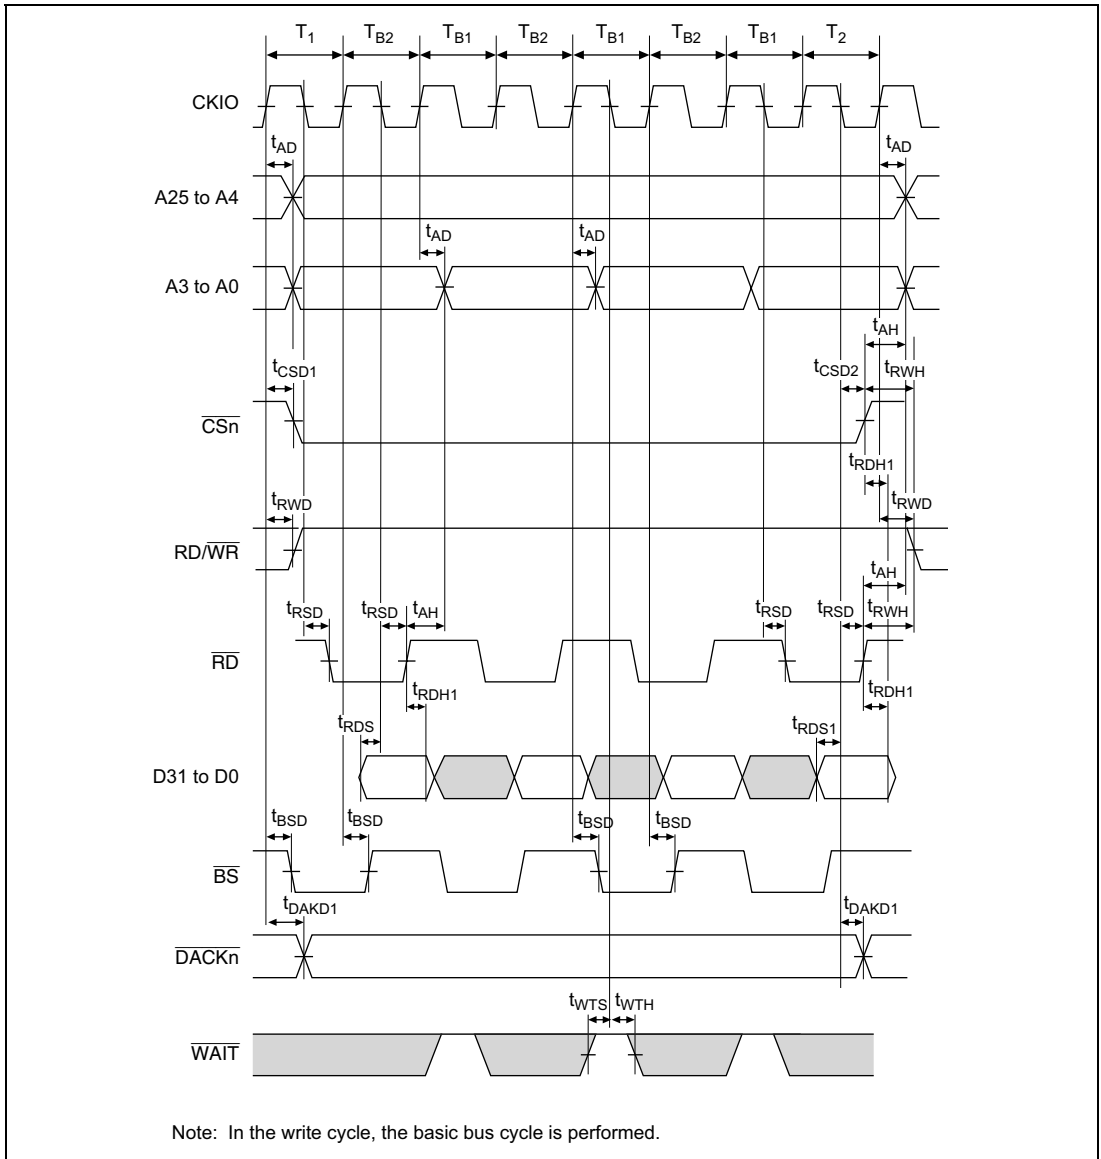 T1 TB2 TB1 TB2 TB1 TB2 TB1 T2
CKIO
tAD tAD
A25 to A4
tAD tAD
A3 to A0
tAH
tCSD1 tCSD2 tRWH
CSn
tRDH1
tRWD tRWD
RD/WR
tAH
tRSD tRSD tAH tRSD tRSD tRWH
RD
tRDH1 tRDH1
tRDS tRDS1
D31 to D0
tBSD tBSD tBSD tBSD
BS
tDAKD1 tDAKD1
DACKn
tWTS tWTH
WAIT
Note: In the write cycle, the basic bus cycle is performed.